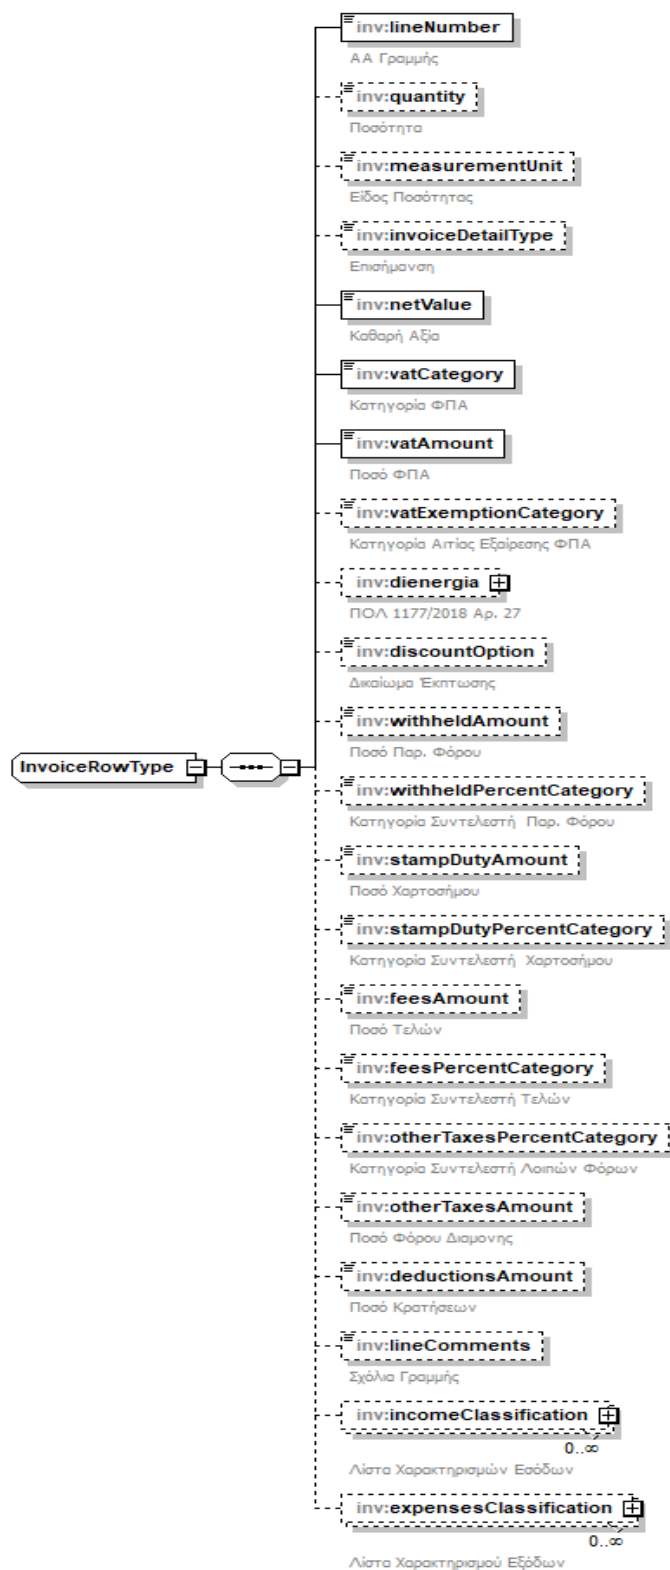 inv:lineNumber
ΑΑ Γραμμής
inv:quantity
Ποσότητα
inv:measurementUnit
Είδος Ποσότητας
inv:invoiceDetailType
Επισήμανση
inv:netValue
Καθαρή Αξία
inv:vatCategory
Κατηγορία ΦΠΑ
inv:vatAmount
Ποσό ΦΠΑ
inv:vatExemptionCategory
Κατηγορία Αιτίας Εξαίρεσης ΦΠΑ
inv:dienergia
ΠΟΛ 1177/2018 Αρ. 27
inv:discountOption
Δικαίωμα Έκπτωσης
inv:withheldAmount
Ποσό Παρ. Φόρου
InvoiceRowType
inv:withheldPercentCategory
Κατηγορία Συντελεστή Παρ. Φόρου
inv:stampDutyAmount
Ποσό Χαρτοσήμου
inv:stampDutyPercentCategory
Κατηγορία Συντελεστή Χαρτοσήμου
inv:feesAmount
Ποσό Τελών
inv:feesPercentCategory
Κατηγορία Συντελεστή Τελών
inv:otherTaxesPercentCategory
Κατηγορία Συντελεστή Λοιπών Φόρων
inv:otherTaxesAmount
Ποσό Φόρου Διαμονης
inv:deductionsAmount
Ποσό Κρατήσεων
inv:lineComments
Σχόλια Γραμμής
inv:incomeClassification
0..∞
Λίστα Χαρακτηρισμών Εσόδων
inv:expensesClassification
0..∞
Λίστα Χαρακτηρισμού Εξόδων